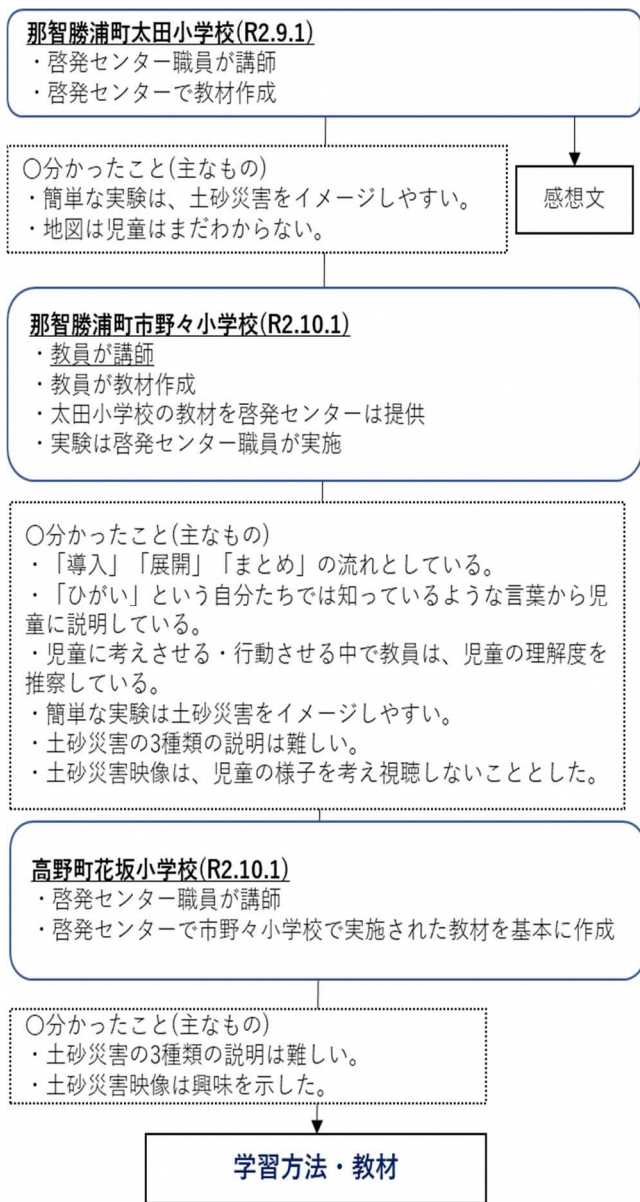 那智勝浦町太田小学校(R2.9.1)
・啓発センター職員が講師
・啓発センターで教材作成
〇分かったこと(主なもの)
・簡単な実験は、土砂災害をイメージしやすい。
・地図は児童はまだわからない。
感想文
那智勝浦町市野々小学校(R2.10.1)
・教員が講師
・教員が教材作成
・太田小学校の教材を啓発センターは提供
・実験は啓発センター職員が実施
〇分かったこと(主なもの)
・「導入」「展開」「まとめ」の流れとしている。
・「ひがい」という自分たちでは知っているような言葉から児
童に説明している。
・児童に考えさせる・行動させる中で教員は、児童の理解度を
推察している。
・簡単な実験は土砂災害をイメージしやすい。
・土砂災害の3種類の説明は難しい。
・土砂災害映像は、児童の様子を考え視聴しないこととした。
高野町花坂小学校(R2.10.1)
・啓発センター職員が講師
・啓発センターで市野々小学校で実施された教材を基本に作成
〇分かったこと(主なもの)
・土砂災害の3種類の説明は難しい。
・土砂災害映像は興味を示した。
学習方法・教材